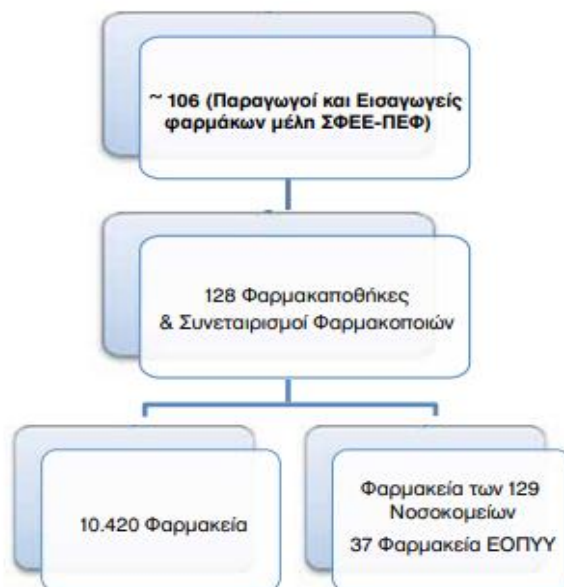 ~ 106 (Παραγωγοί και Εισαγωγείς
φαρμάκων μέλη ΣΦΕΕ-ΠΕΦ)
128 Φαρμακαποθήκες
& Συνεταιρισμοί Φαρμακοποιών
10.420 Φαρμακεία
Φαρμακεία των 129
Νοσοκομείων
37 Φαρμακεία ΕΟΠΥΥ